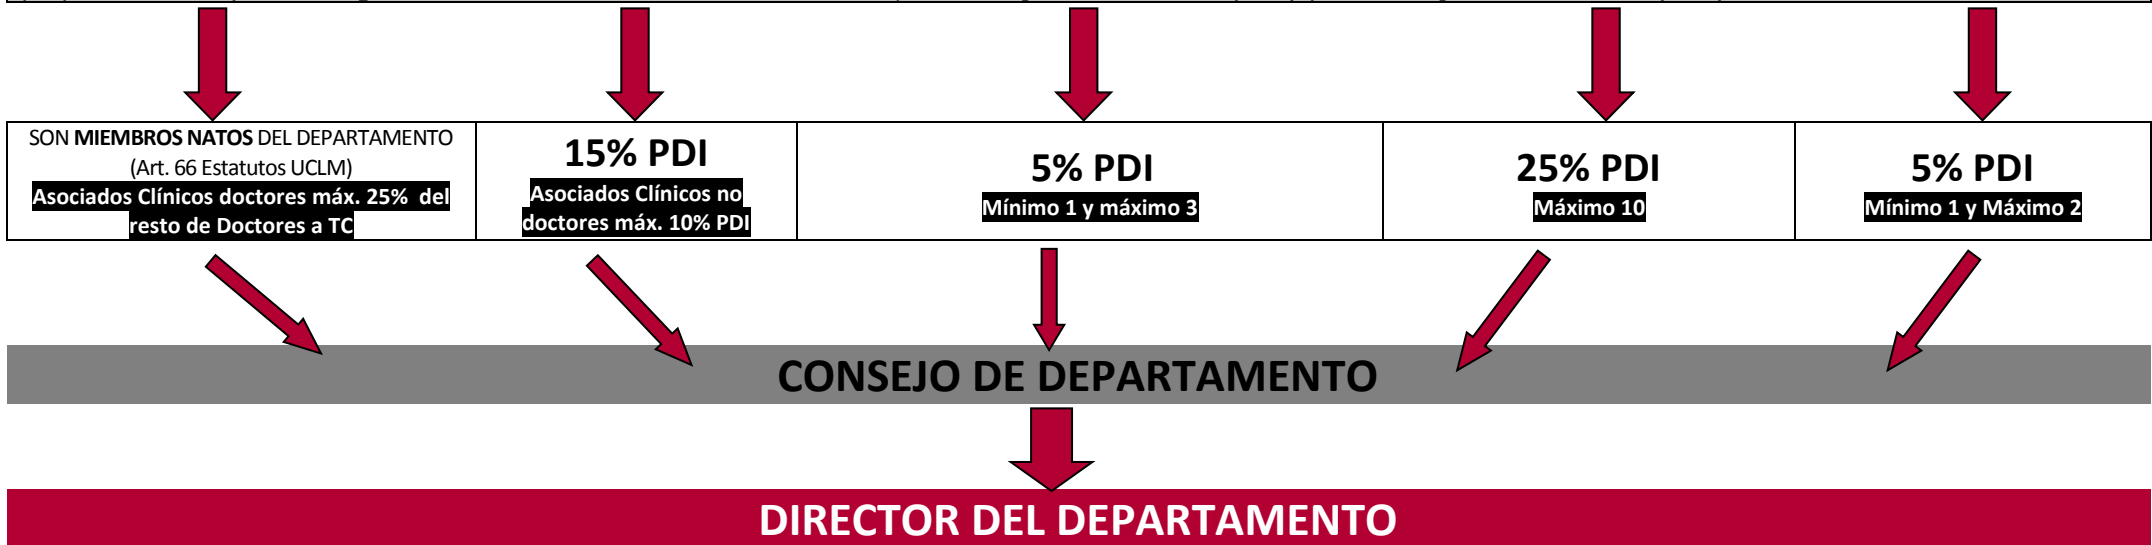 SON MIEMBROS NATOS DEL DEPARTAMENTO
(Art. 66 Estatutos UCLM)
Asociados Clínicos doctores máx. 25% del
resto de Doctores a TC
15% PDI
Asociados Clínicos no
doctores máx. 10% PDI
5% PDI
Mínimo 1 y máximo 3
25% PDI
Máximo 10
5% PDI
Mínimo 1 y Máximo 2
CONSEJO DE DEPARTAMENTO
DIRECTOR DEL DEPARTAMENTO